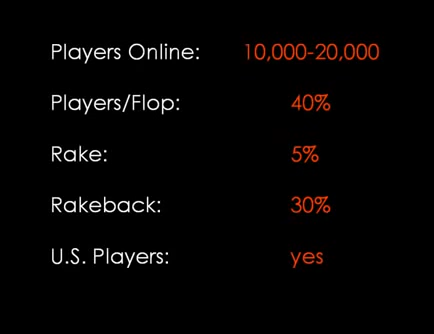 Players Online: 10,000-20,000
Players/Flop: 40%
Rake: 5%
Rakeback: 30%
U.S. Players: yes